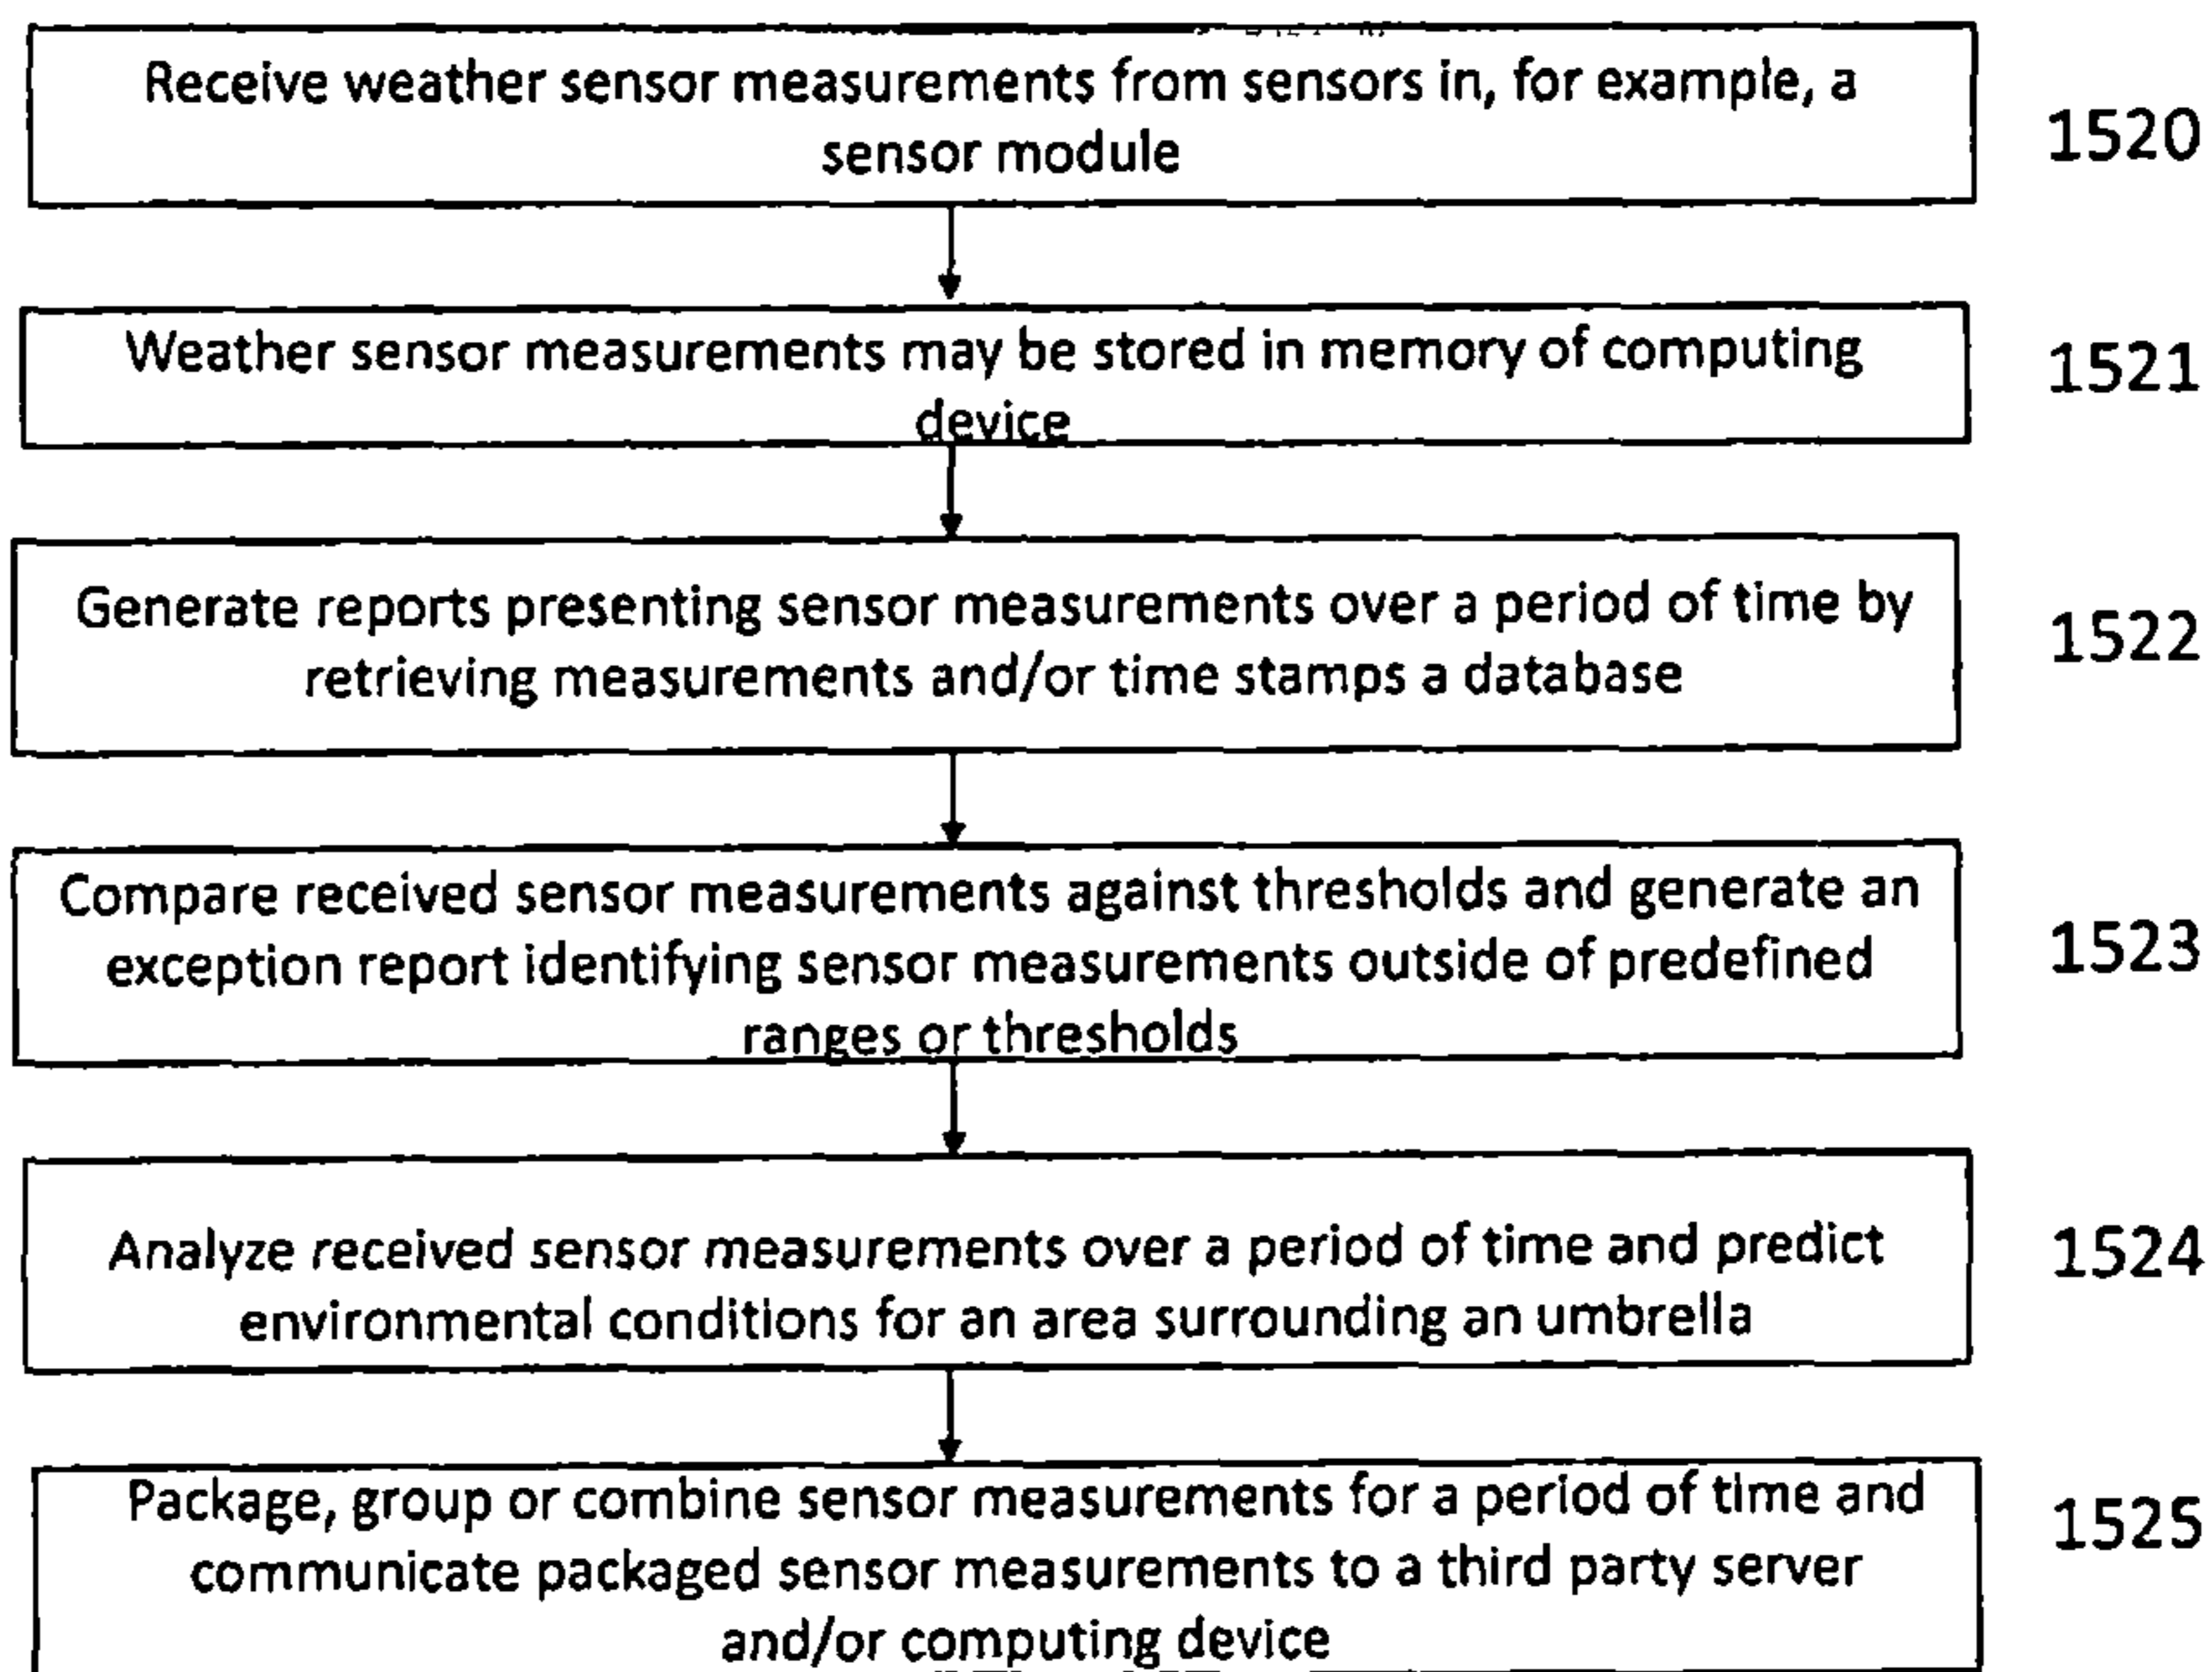 Receive weather sensor measurements from sensors in, for example, a
sensor module
1520
Weather sensor measurements may be stored in memory of computing
device
1521
Generate reports presenting sensor measurements over a period of time by
retrieving measurements and/or time stamps a database
1522
Compare received sensor measurements against thresholds and generate an
exception report identifying sensor measurements outside of predefined
ranges or thresholds
1523
Analyze received sensor measurements over a period of time and predict
environmental conditions for an area surrounding an umbrella
1524
Package, group or combine sensor measurements for a period of time and
communicate packaged sensor measurements to a third party server
and/or computing device
1525